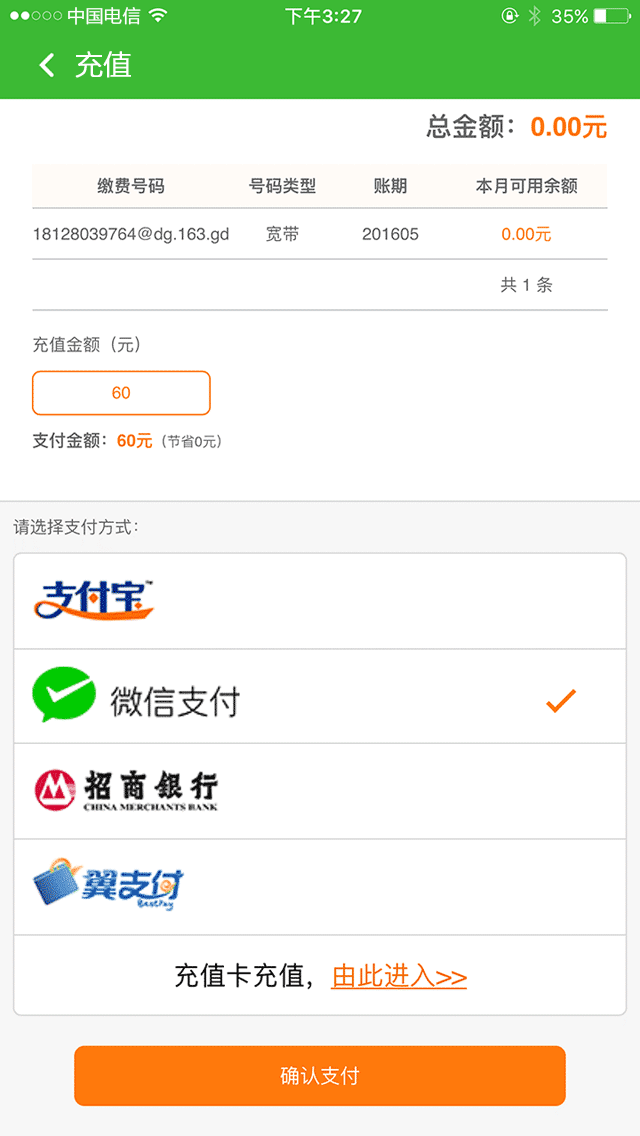 中国电信 下午3:27 35%
充值
总金额：0.00元
缴费号码 号码类型 账期 本月可用余额
18128039764@dg.163.gd 宽带 201605 0.00元
共 1 条
充值金额（元）
60
支付金额：60元（节省0元）
请选择支付方式：
支付宝™
微信支付
招商银行
CHINA MERCHANTS BANK
翼支付
BestPay
充值卡充值，由此进入>>
确认支付